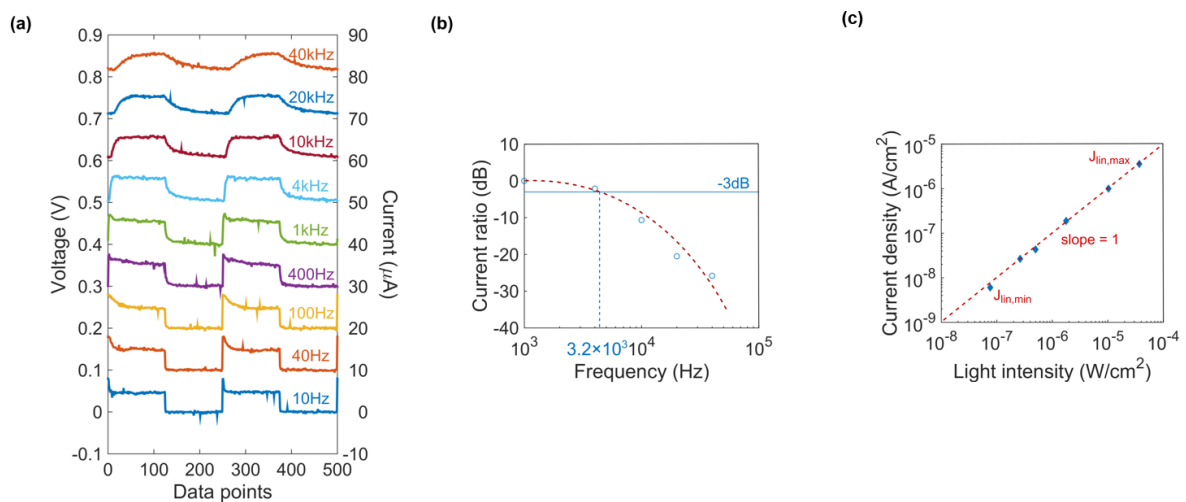 (a)
0.9
0.8
0.7
0.6
0.5
0.4
0.3
0.2
0.1
0
-0.1
Voltage (V)
90
80
70
60
50
40
30
20
10
0
-10
Current (μA)
40kHz
20kHz
10kHz
4kHz
1kHz
400Hz
100Hz
40Hz
10Hz
0 100 200 300 400 500
Data points
(b)
10
0
-10
-20
-30
-40
Current ratio (dB)
-3dB
10³ 10⁴ 10⁵
3.2×10³
Frequency (Hz)
(c)
10⁻⁵
10⁻⁶
10⁻⁷
10⁻⁸
10⁻⁹
Current density (A/cm²)
Jlin,max
slope = 1
Jlin,min
10⁻⁸ 10⁻⁷ 10⁻⁶ 10⁻⁵ 10⁻⁴
Light intensity (W/cm²)